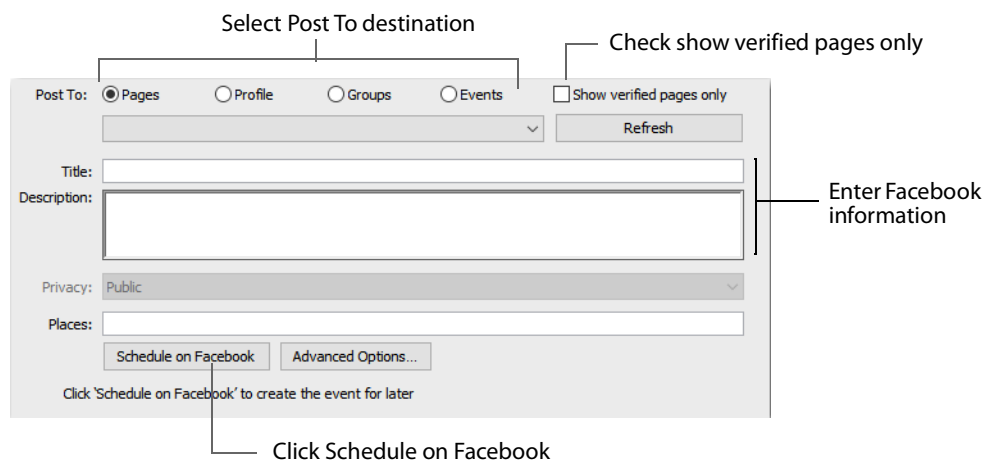 Select Post To destination
Check show verified pages only
Post To: Pages Profile Groups Events Show verified pages only
Refresh
Title:
Description:
Enter Facebook
information
Privacy: Public
Places:
Schedule on Facebook Advanced Options...
Click 'Schedule on Facebook' to create the event for later
Click Schedule on Facebook